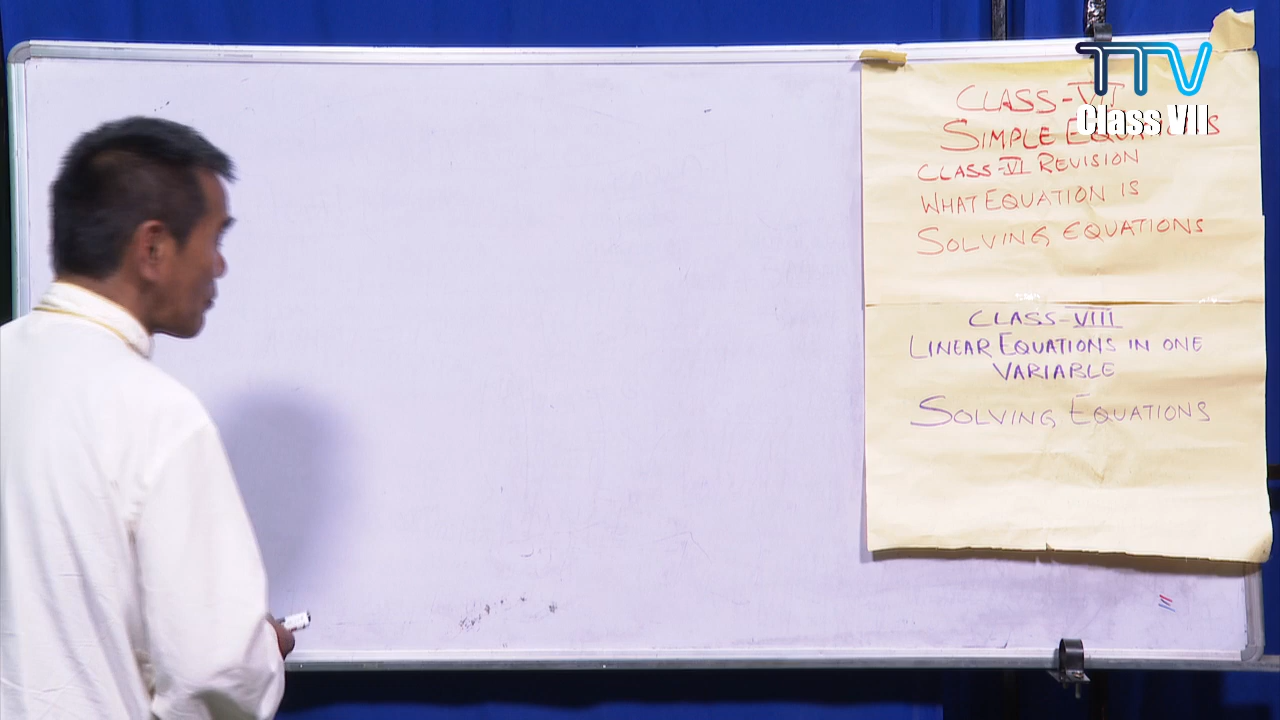 TTV
Class VII
CLASS-VII
SIMPLE EQUATIONS
CLASS-VI REVISION
WHAT EQUATION IS
SOLVING EQUATIONS
CLASS-VIII
LINEAR EQUATIONS IN ONE
VARIABLE
SOLVING EQUATIONS